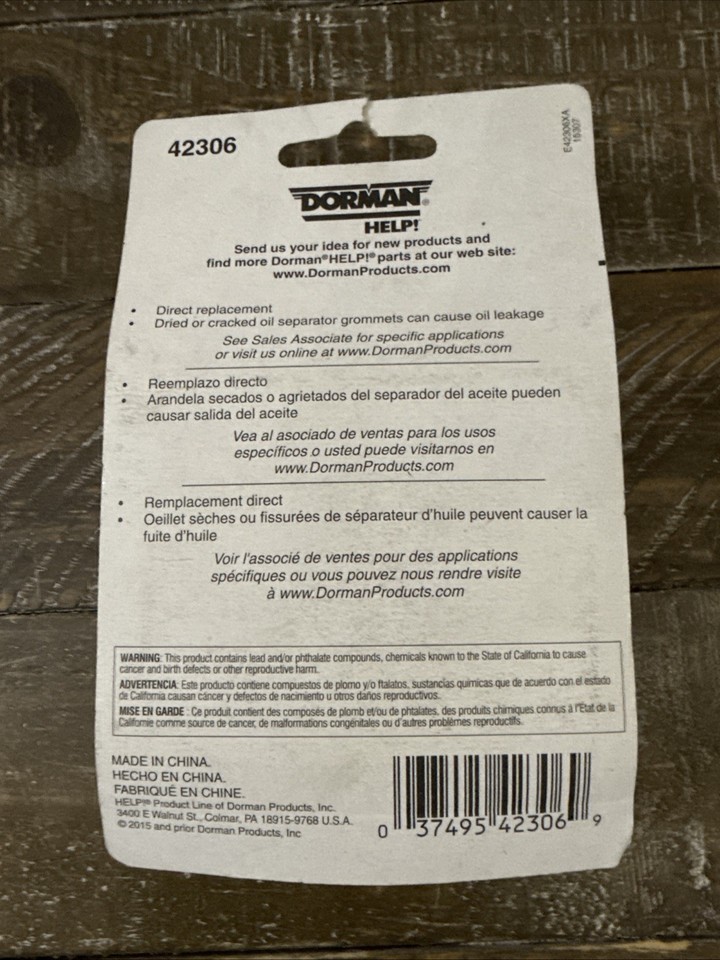 42306
E42306XA
15307
DORMAN®
HELP!
Send us your idea for new products and
find more Dorman®HELP!® parts at our web site:
www.DormanProducts.com
• Direct replacement
• Dried or cracked oil separator grommets can cause oil leakage
See Sales Associate for specific applications
or visit us online at www.DormanProducts.com
• Reemplazo directo
• Arandela secados o agrietados del separador del aceite pueden
causar salida del aceite
Vea al asociado de ventas para los usos
específicos o usted puede visitarnos en
www.DormanProducts.com
• Remplacement direct
• Oeillet sèches ou fissurées de séparateur d'huile peuvent causer la
fuite d'huile
Voir l'associé de ventes pour des applications
spécifiques ou vous pouvez nous rendre visite
à www.DormanProducts.com
WARNING: This product contains lead and/or phthalate compounds, chemicals known to the State of California to cause
cancer and birth defects or other reproductive harm.
ADVERTENCIA: Este producto contiene compuestos de plomo y/o ftalatos, sustancias químicas que de acuerdo con el estado
de California causan cáncer y defectos de nacimiento u otros daños reproductivos.
MISE EN GARDE : Ce produit contient des composés de plomb et/ou de phtalates, des produits chimiques connus à l'État de la
Californie comme source de cancer, de malformations congénitales ou d'autres problèmes reproductifs.
MADE IN CHINA.
HECHO EN CHINA.
FABRIQUÉ EN CHINE.
HELP!® Product Line of Dorman Products, Inc.
3400 E Walnut St., Colmar, PA 18915-9768 U.S.A.
© 2015 and prior Dorman Products, Inc
0 37495 42306 9